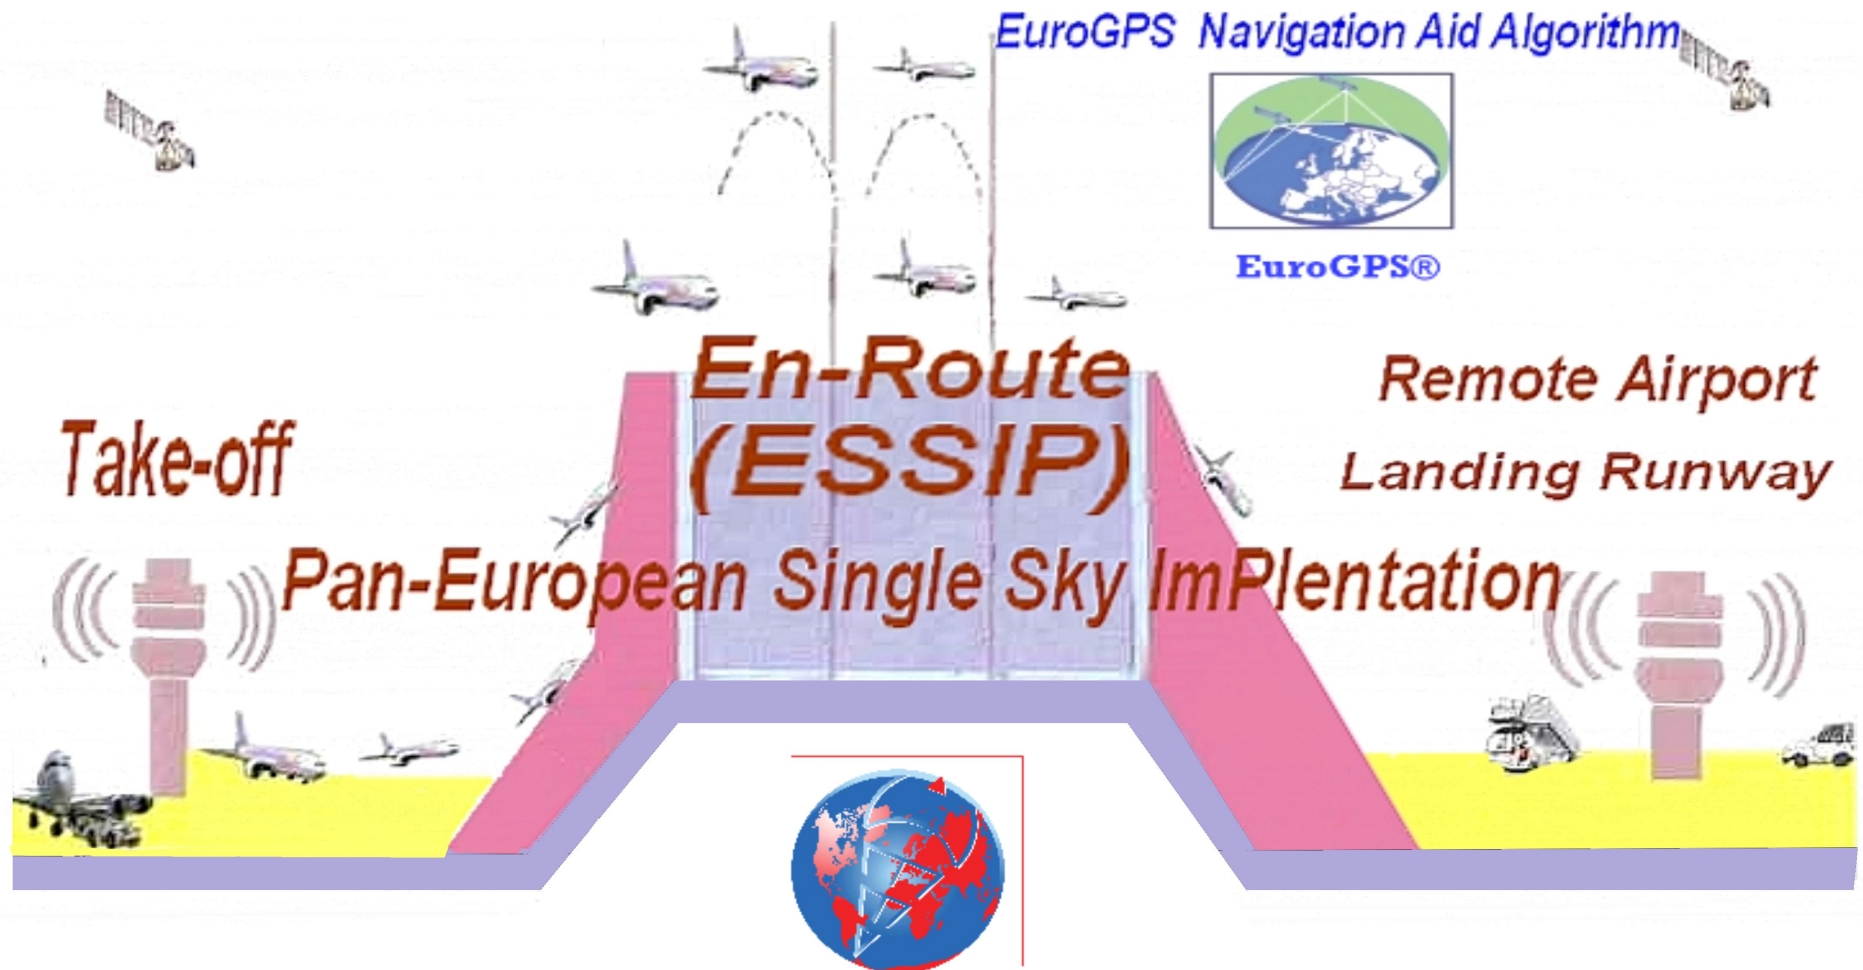 EuroGPS Navigation Aid Algorithm
EuroGPS®
En-Route
(ESSIP)
Remote Airport
Landing Runway
Take-off
Pan-European Single Sky ImPlentation